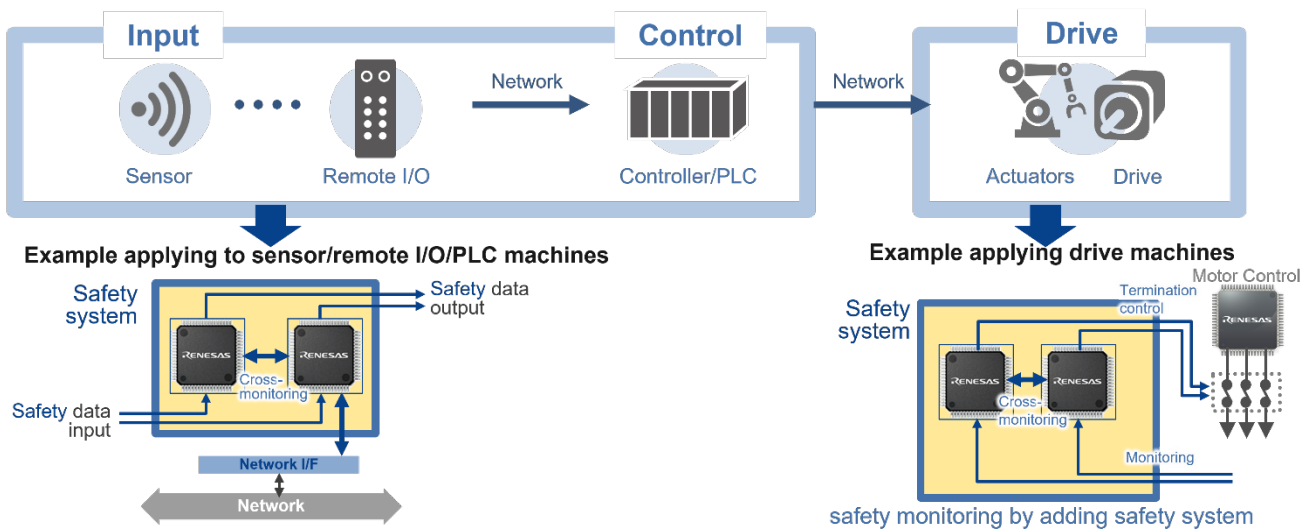 Input
Control
Drive
Network
Network
Sensor
Remote I/O
Controller/PLC
Actuators
Drive
Example applying to sensor/remote I/O/PLC machines
Safety
system
Safety data
output
RENESAS
RENESAS
Cross-
monitoring
Safety data
input
Network I/F
Network
Example applying drive machines
Motor Control
Termination
control
Safety
system
RENESAS
RENESAS
RENESAS
Cross-
monitoring
Monitoring
safety monitoring by adding safety system